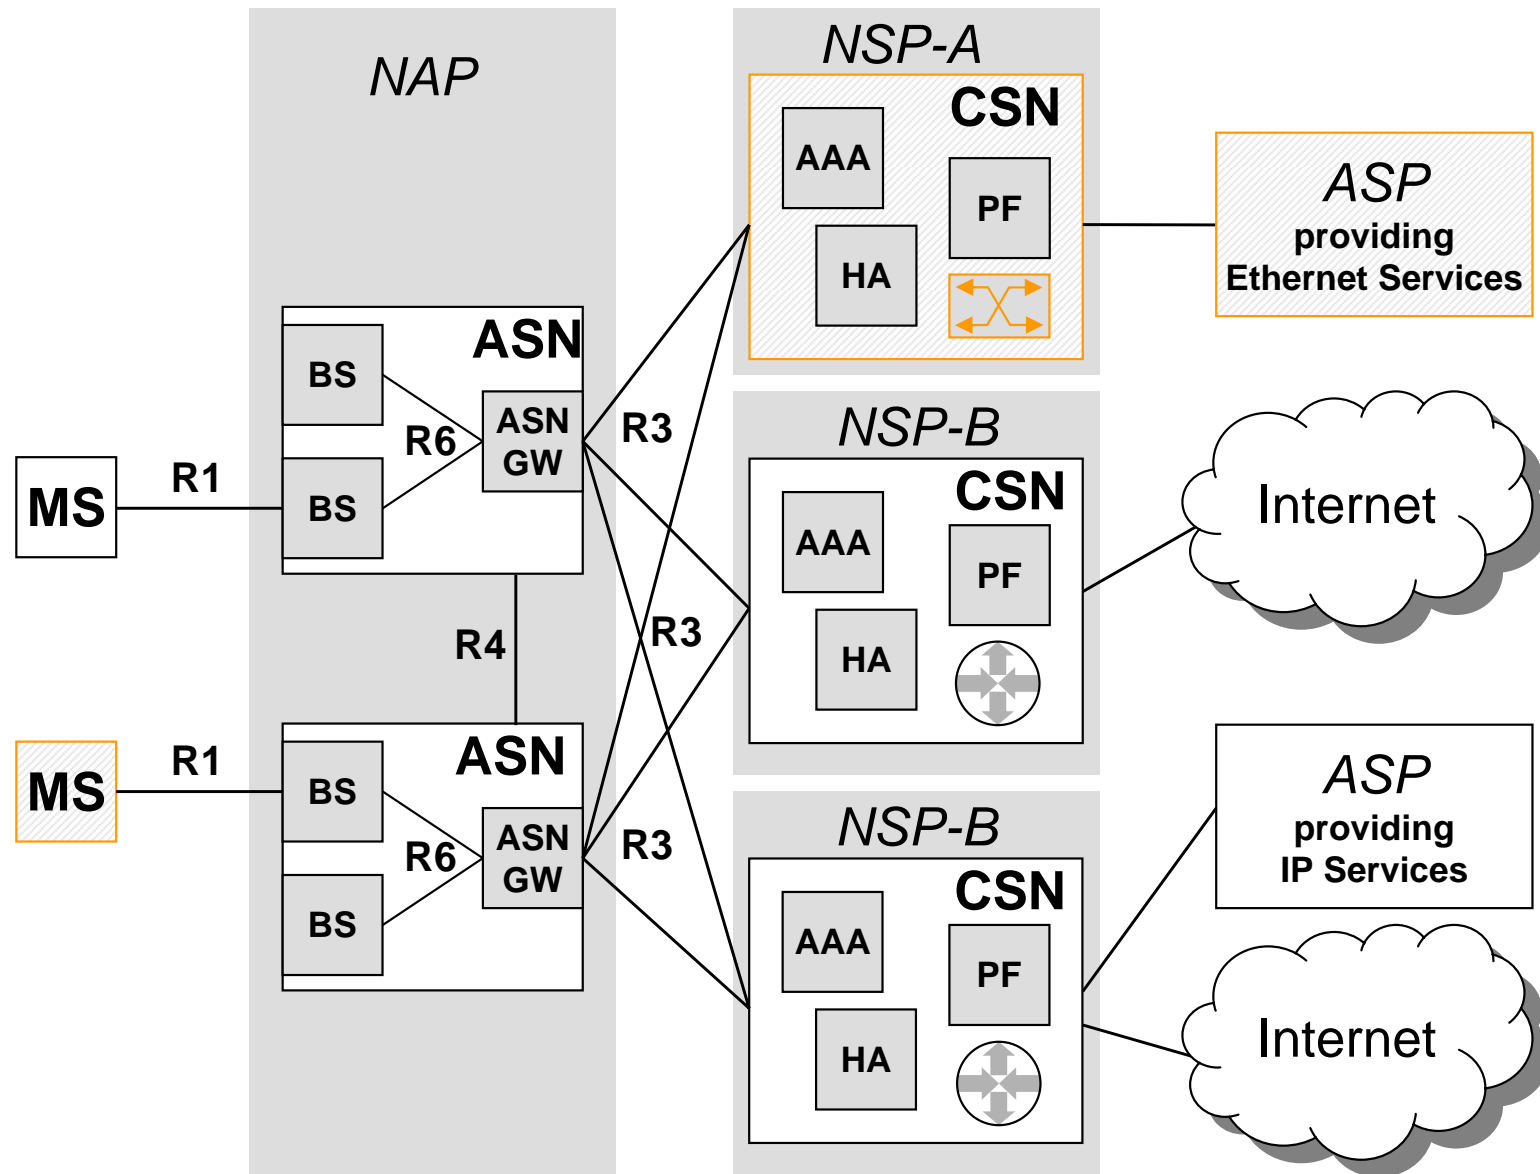 NAP
ASN
BS
BS
R6
ASN
GW
MS
R1
R4
ASN
BS
BS
R6
ASN
GW
MS
R1
R3
R3
R3
NSP-A
CSN
AAA
PF
HA
ASP
providing
Ethernet Services
NSP-B
CSN
AAA
PF
HA
Internet
NSP-B
CSN
AAA
PF
HA
ASP
providing
IP Services
Internet